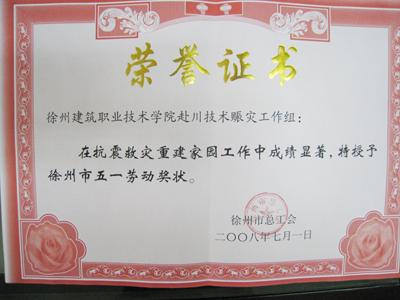 荣誉证书
徐州建筑职业技术学院赴川技术赈灾工作组：
在抗震救灾重建家园工作中成绩显著，特授予
徐州市五一劳动奖状。
徐州市总工会
二〇〇八年七月一日